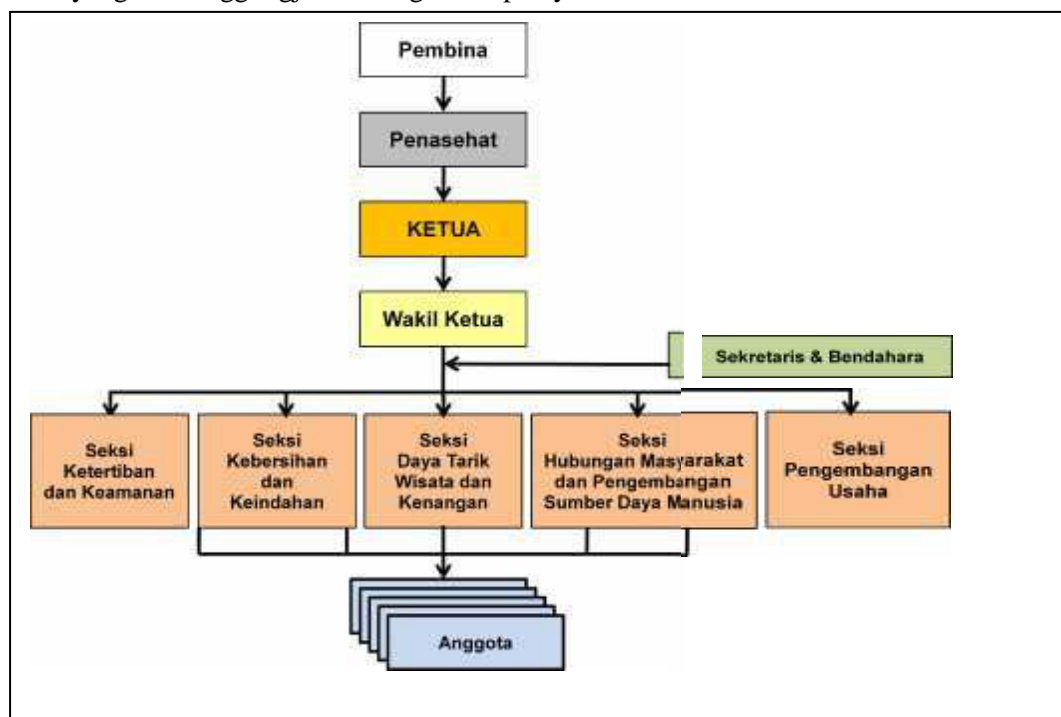 Pembina
Penasehat
KETUA
Wakil Ketua
Sekretaris & Bendahara
Seksi
Ketertiban
dan Keamanan
Seksi
Kebersihan
dan
Keindahan
Seksi
Daya Tarik
Wisata dan
Kenangan
Seksi
Hubungan Masyarakat
dan Pengembangan
Sumber Daya Manusia
Seksi
Pengembangan
Usaha
Anggota